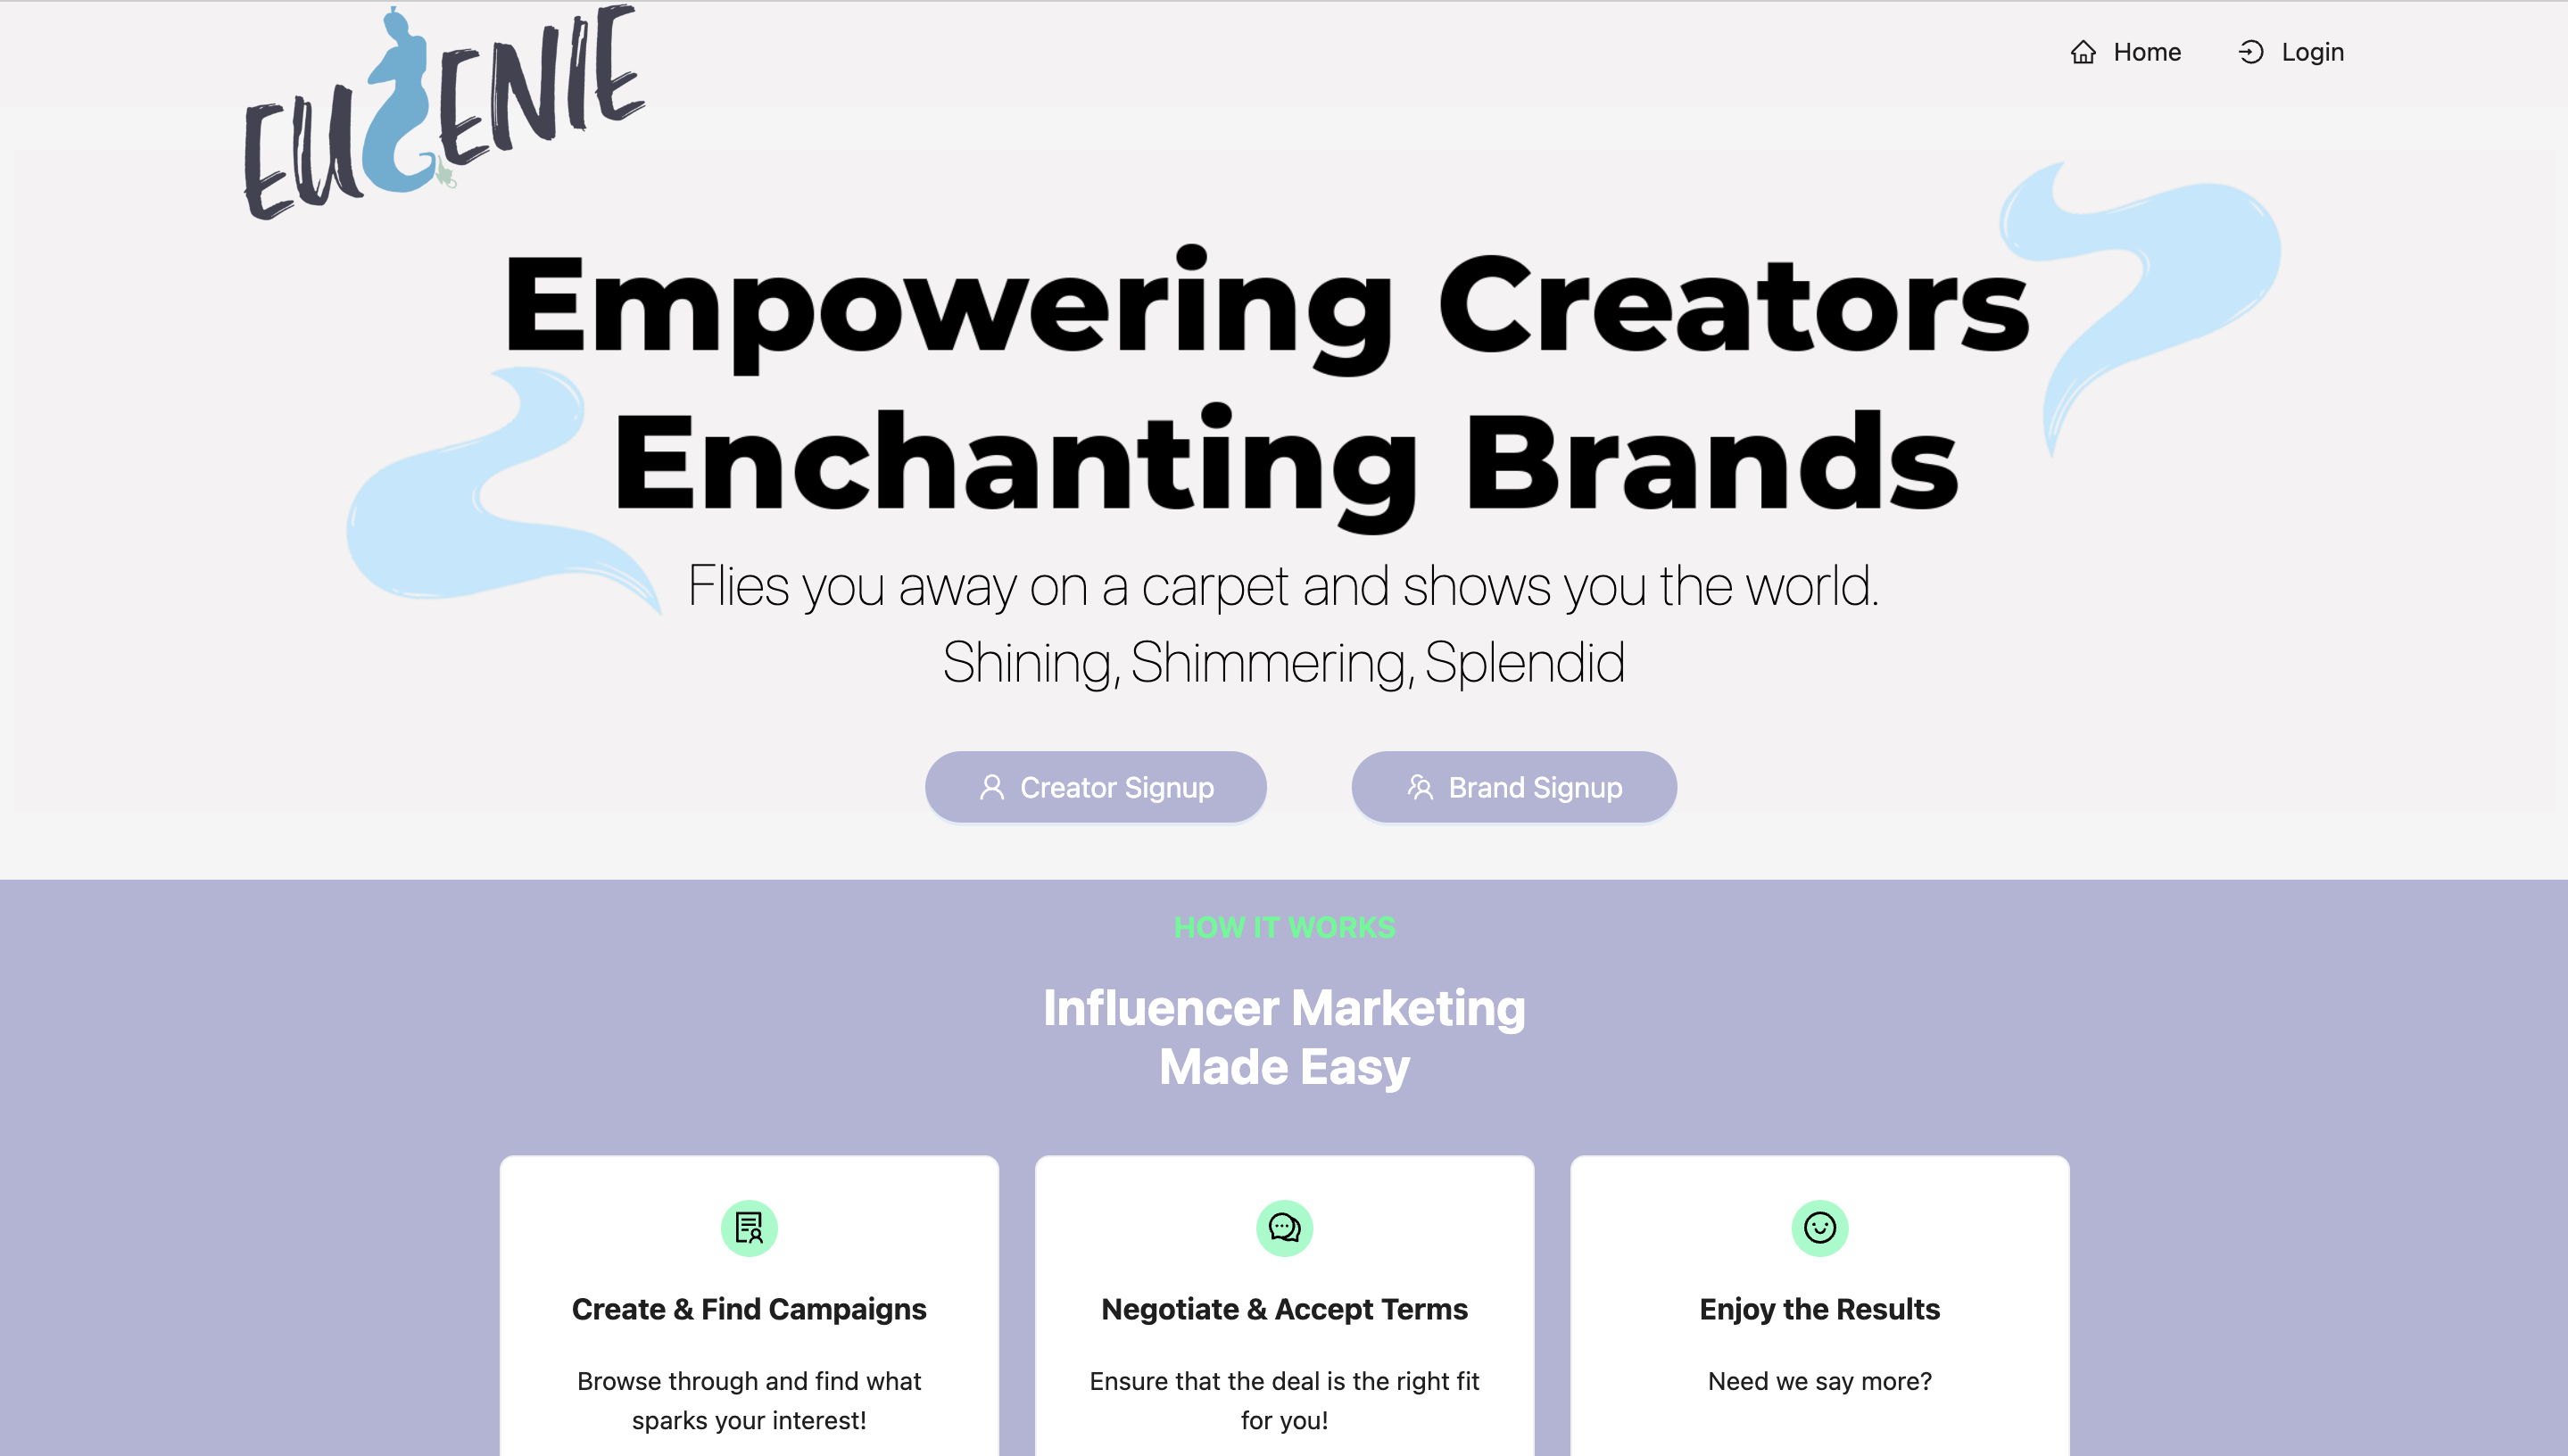 EUGENIE
Home
Login
Empowering Creators
Enchanting Brands
Flies you away on a carpet and shows you the world.
Shining, Shimmering, Splendid
Creator Signup
Brand Signup
HOW IT WORKS
Influencer Marketing
Made Easy
Create & Find Campaigns
Browse through and find what
sparks your interest!
Negotiate & Accept Terms
Ensure that the deal is the right fit
for you!
Enjoy the Results
Need we say more?